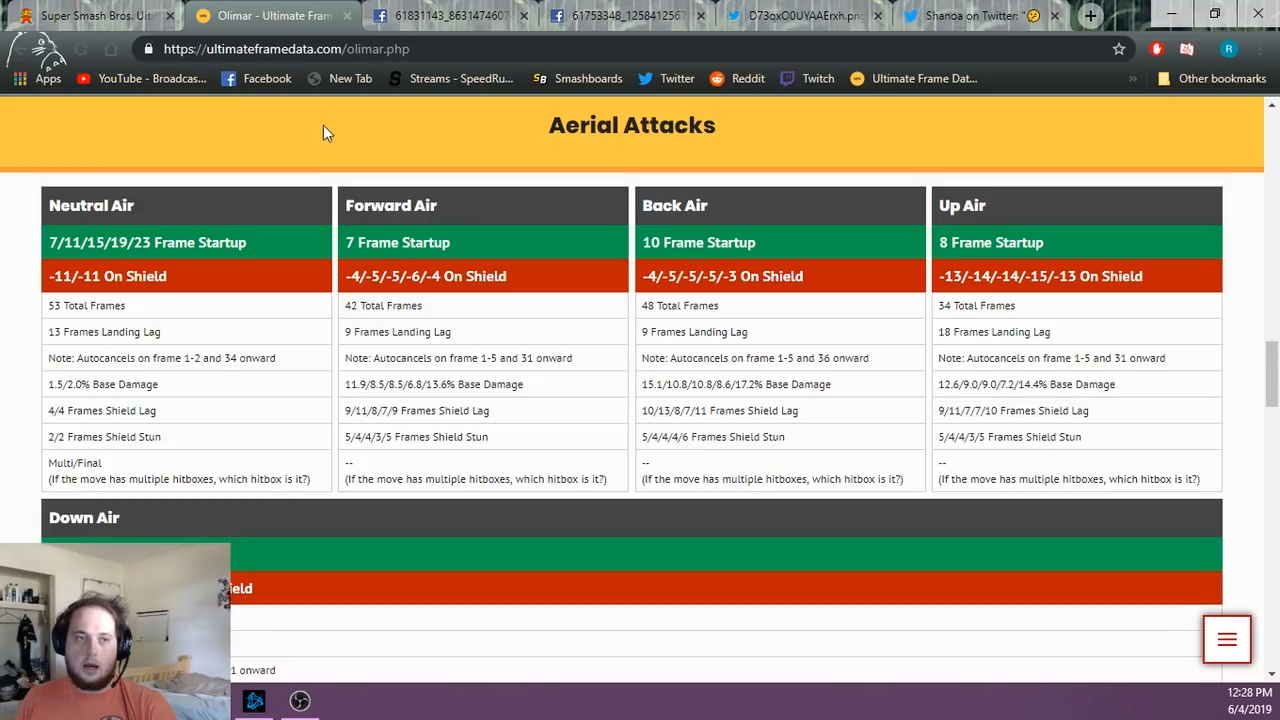 Super Smash Bros. Ulti
Olimar - Ultimate Fram
61831143_8631474607
61753348_1258412567
D73qxO0UYAAErxh.png
Shanoa on Twitter: "🤔
https://ultimateframedata.com/olimar.php
R
Apps
YouTube - Broadcas...
Facebook
New Tab
Streams - SpeedRu...
Smashboards
Twitter
Reddit
Twitch
Ultimate Frame Dat...
»
Other bookmarks
Aerial Attacks
Neutral Air
7/11/15/19/23 Frame Startup
-11/-11 On Shield
53 Total Frames
13 Frames Landing Lag
Note: Autocancels on frame 1-2 and 34 onward
1.5/2.0% Base Damage
4/4 Frames Shield Lag
2/2 Frames Shield Stun
Multi/Final
(If the move has multiple hitboxes, which hitbox is it?)
Forward Air
7 Frame Startup
-4/-5/-5/-6/-4 On Shield
42 Total Frames
9 Frames Landing Lag
Note: Autocancels on frame 1-5 and 31 onward
11.9/8.5/8.5/6.8/13.6% Base Damage
9/11/8/7/9 Frames Shield Lag
5/4/4/3/5 Frames Shield Stun
--
(If the move has multiple hitboxes, which hitbox is it?)
Back Air
10 Frame Startup
-4/-5/-5/-5/-3 On Shield
48 Total Frames
9 Frames Landing Lag
Note: Autocancels on frame 1-5 and 36 onward
15.1/10.8/10.8/8.6/17.2% Base Damage
10/13/8/7/11 Frames Shield Lag
5/4/4/4/6 Frames Shield Stun
--
(If the move has multiple hitboxes, which hitbox is it?)
Up Air
8 Frame Startup
-13/-14/-14/-15/-13 On Shield
34 Total Frames
18 Frames Landing Lag
Note: Autocancels on frame 1-5 and 31 onward
12.6/9.0/9.0/7.2/14.4% Base Damage
9/11/7/7/10 Frames Shield Lag
5/4/4/3/5 Frames Shield Stun
--
(If the move has multiple hitboxes, which hitbox is it?)
Down Air
ield
1 onward
12:28 PM
6/4/2019